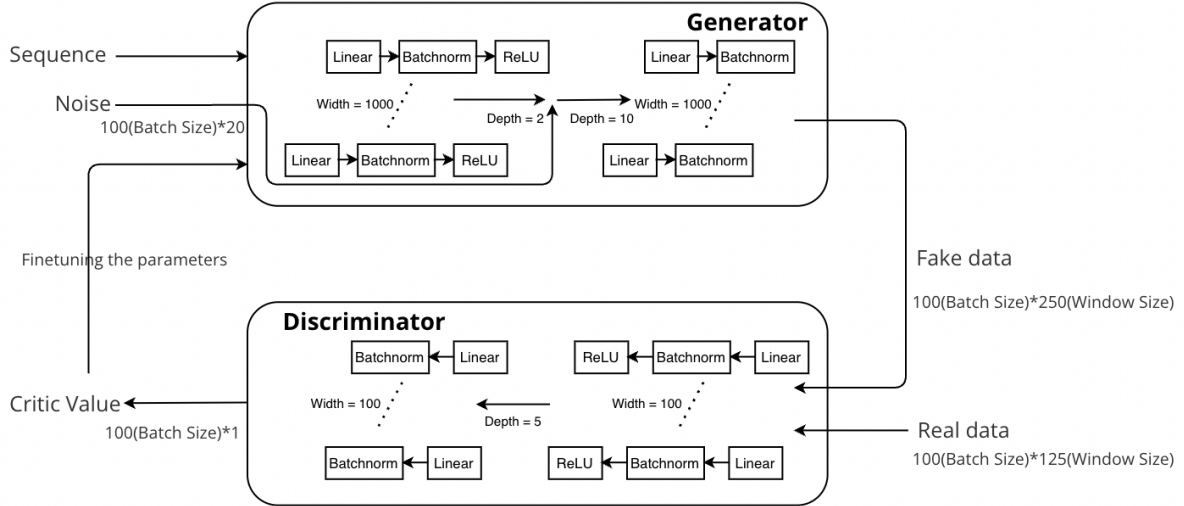 Generator
Sequence
Linear Batchnorm ReLU Linear Batchnorm
Noise
100(Batch Size)*20
Width = 1000 Depth = 2 Depth = 10 Width = 1000
Linear Batchnorm ReLU Linear Batchnorm
Finetuning the parameters
Fake data
100(Batch Size)*250(Window Size)
Discriminator
Batchnorm Linear ReLU Batchnorm Linear
Width = 100 Depth = 5 Width = 100
Critic Value
100(Batch Size)*1
Real data
100(Batch Size)*125(Window Size)
Batchnorm Linear ReLU Batchnorm Linear